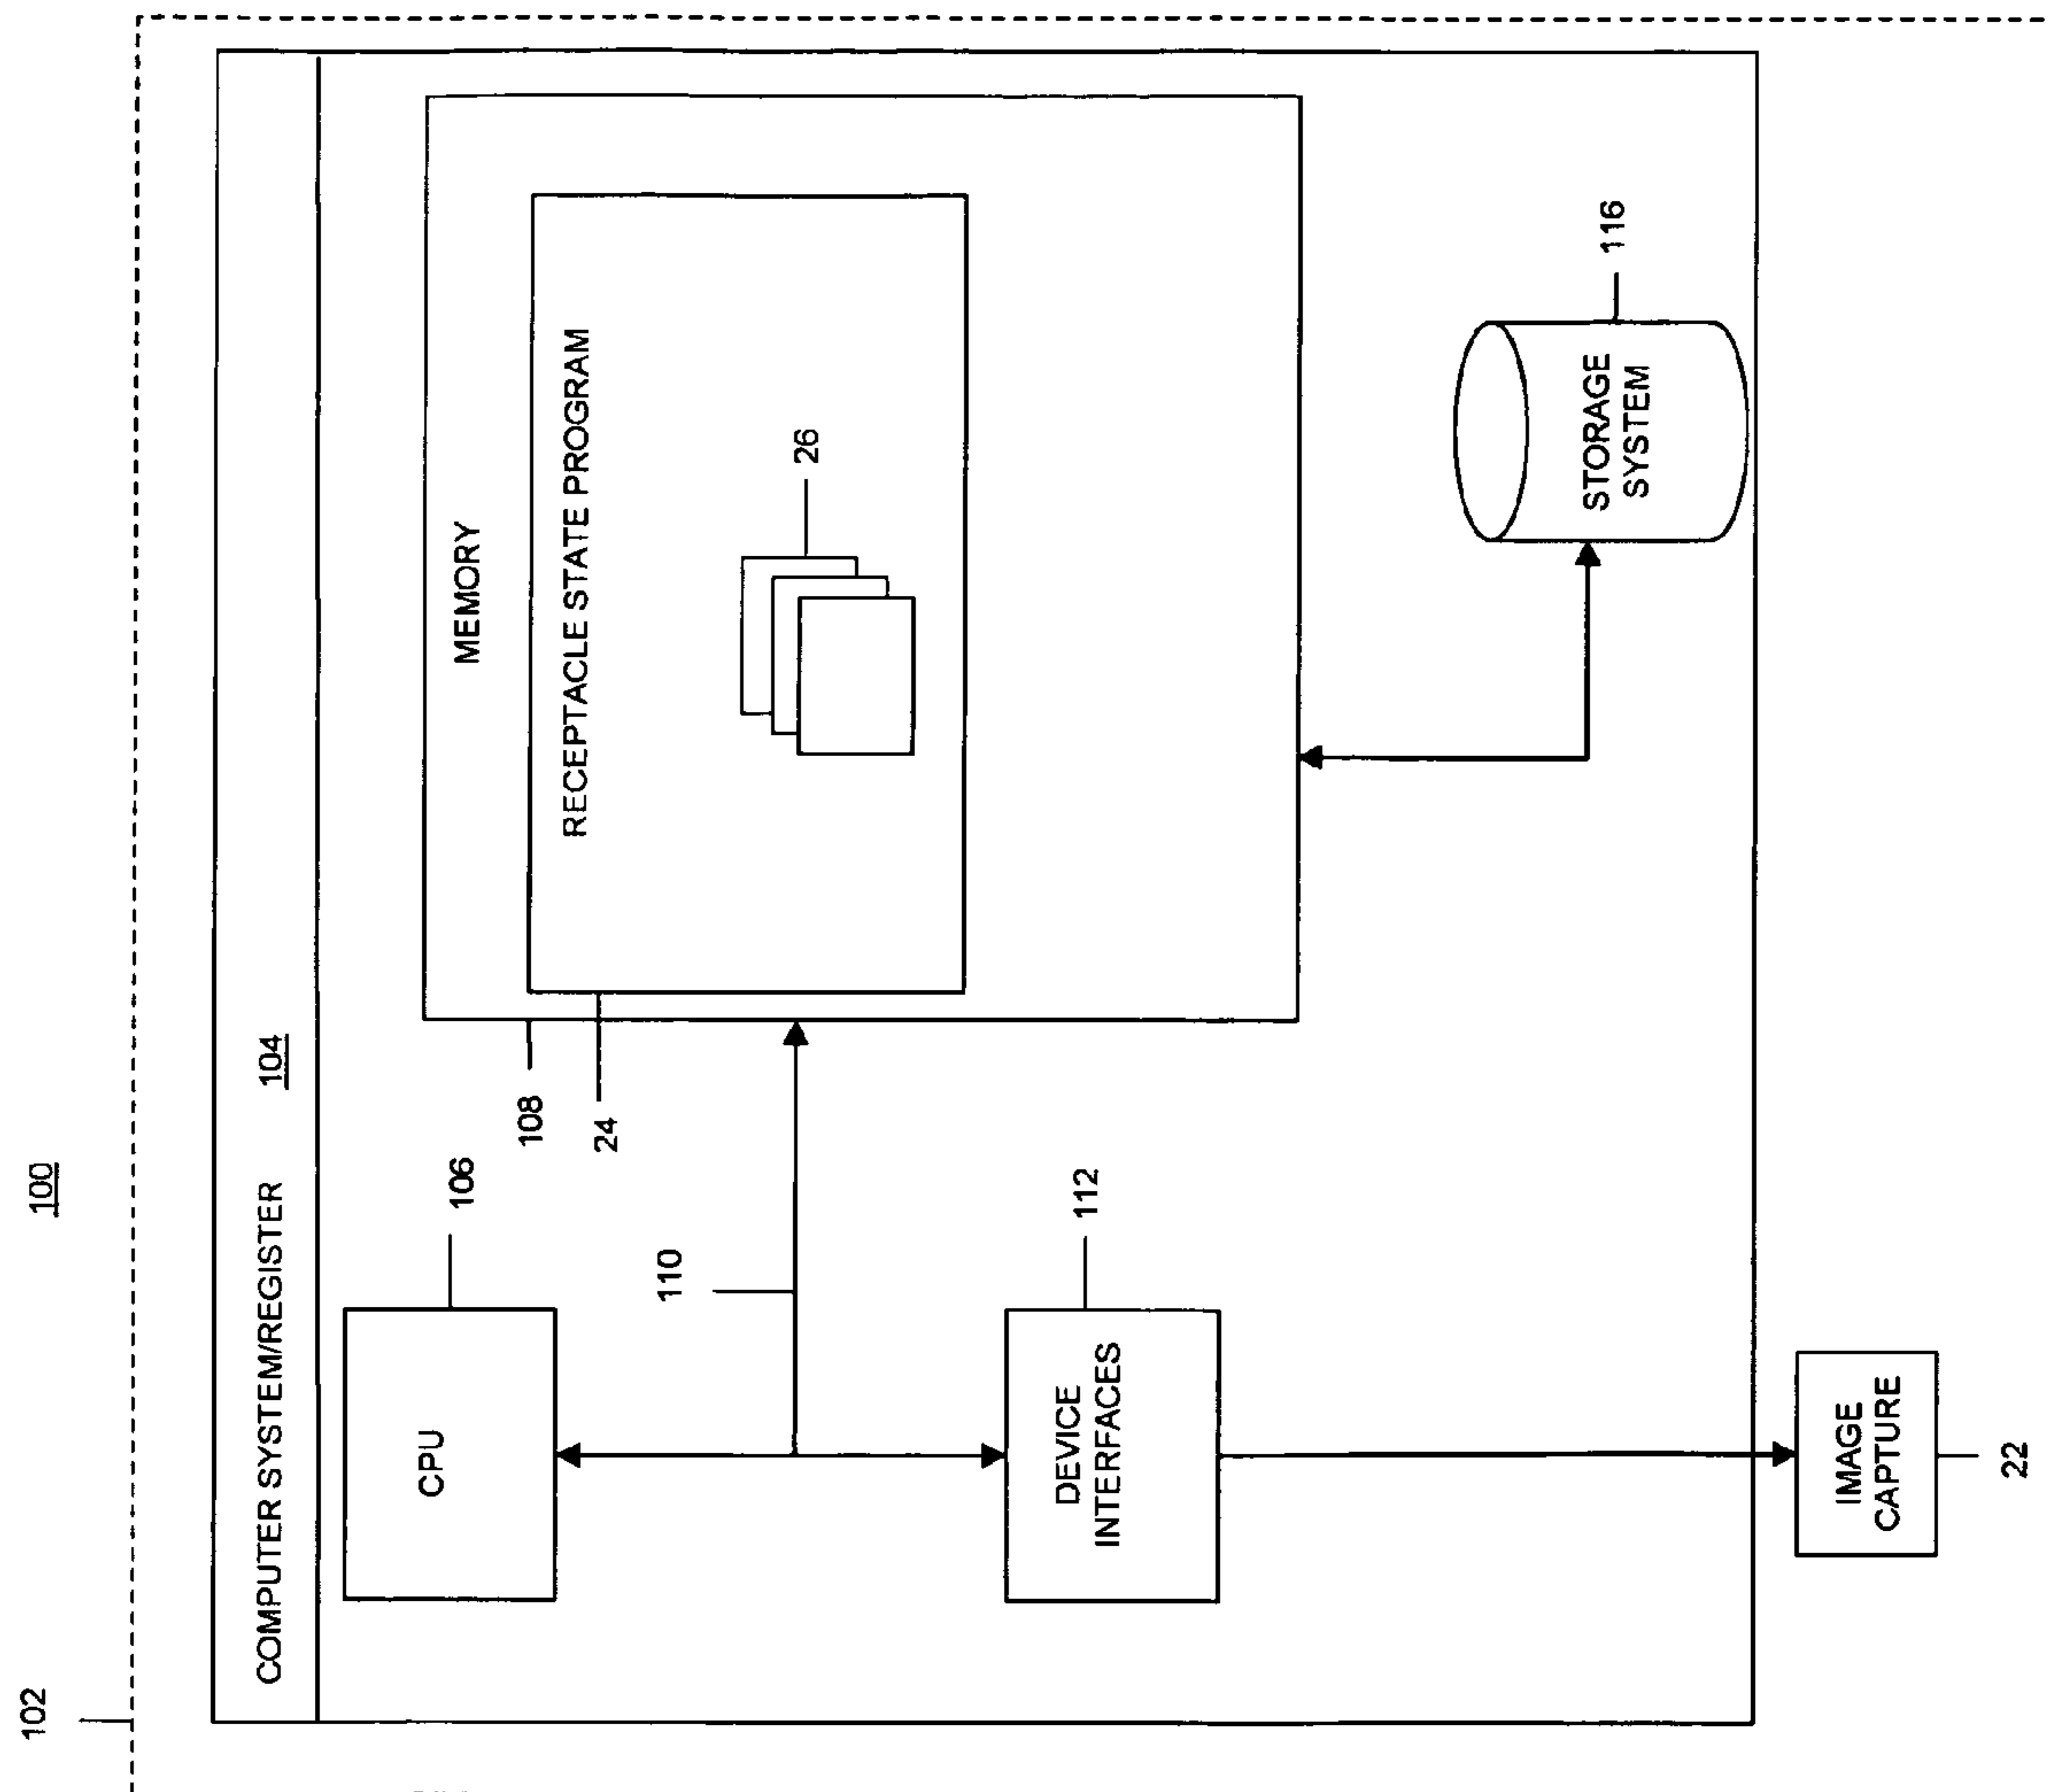 100
102
COMPUTER SYSTEM/REGISTER 104
CPU
106
108
24
MEMORY
RECEPTACLE STATE PROGRAM
26
110
DEVICE
INTERFACES
112
STORAGE
SYSTEM
116
IMAGE
CAPTURE
22